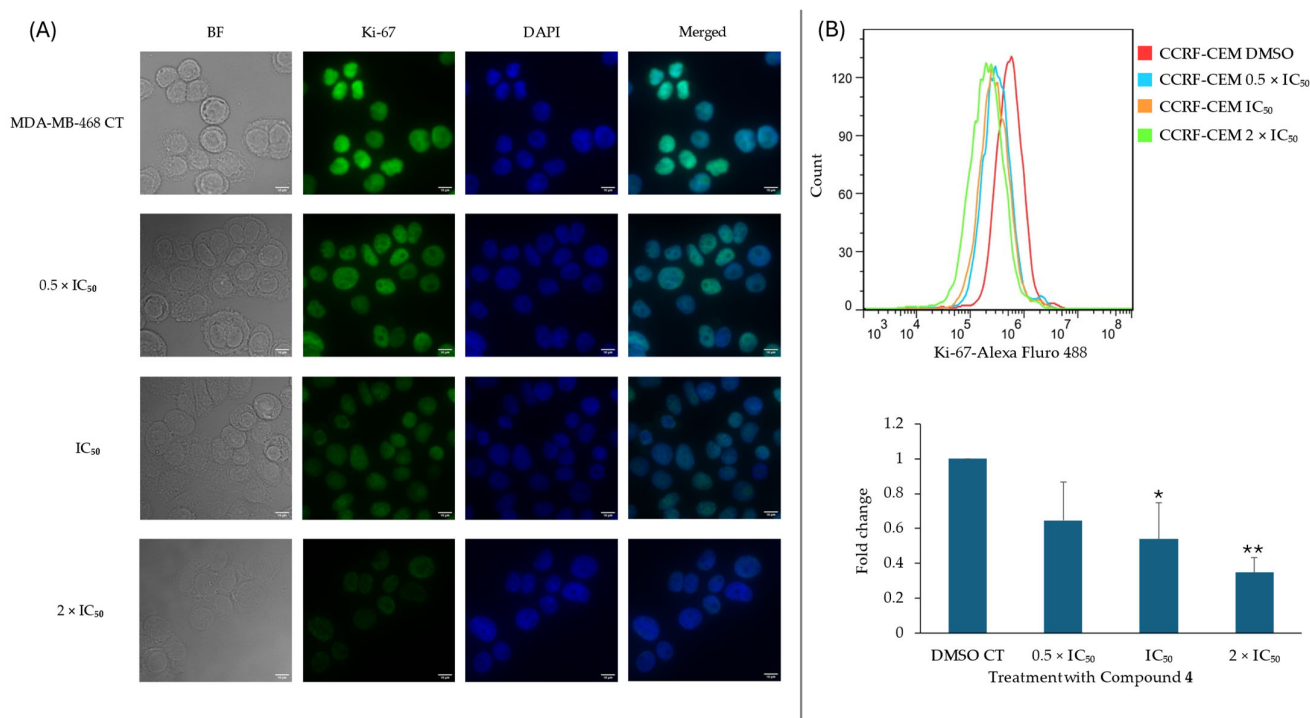 (A)
BF Ki-67 DAPI Merged
MDA-MB-468 CT
0.5 × IC₅₀
IC₅₀
2 × IC₅₀
(B)
CCRF-CEM DMSO
CCRF-CEM 0.5 × IC₅₀
CCRF-CEM IC₅₀
CCRF-CEM 2 × IC₅₀
Count
120
90
60
30
0
10³ 10⁴ 10⁵ 10⁶ 10⁷ 10⁸
Ki-67-Alexa Fluro 488
Fold change
1.2
1
0.8
0.6
0.4
0.2
0
*
**
DMSO CT 0.5 × IC₅₀ IC₅₀ 2 × IC₅₀
Treatment with Compound 4